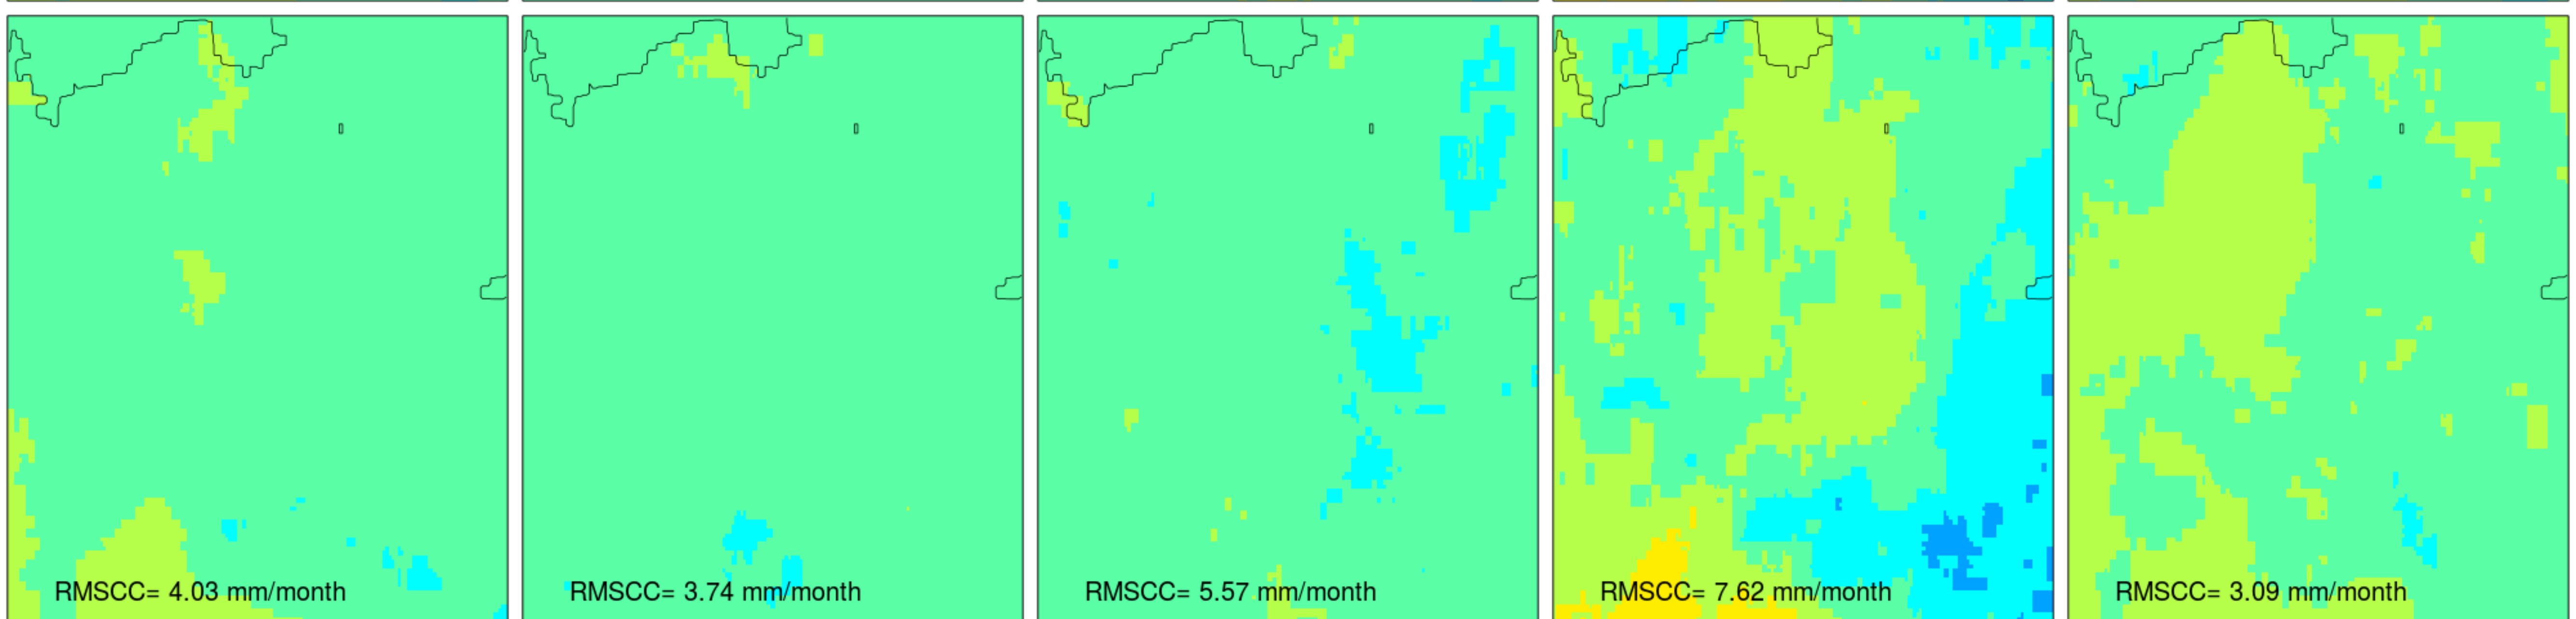 RMSCC= 4.03 mm/month
RMSCC= 3.74 mm/month
RMSCC= 5.57 mm/month
RMSCC= 7.62 mm/month
RMSCC= 3.09 mm/month